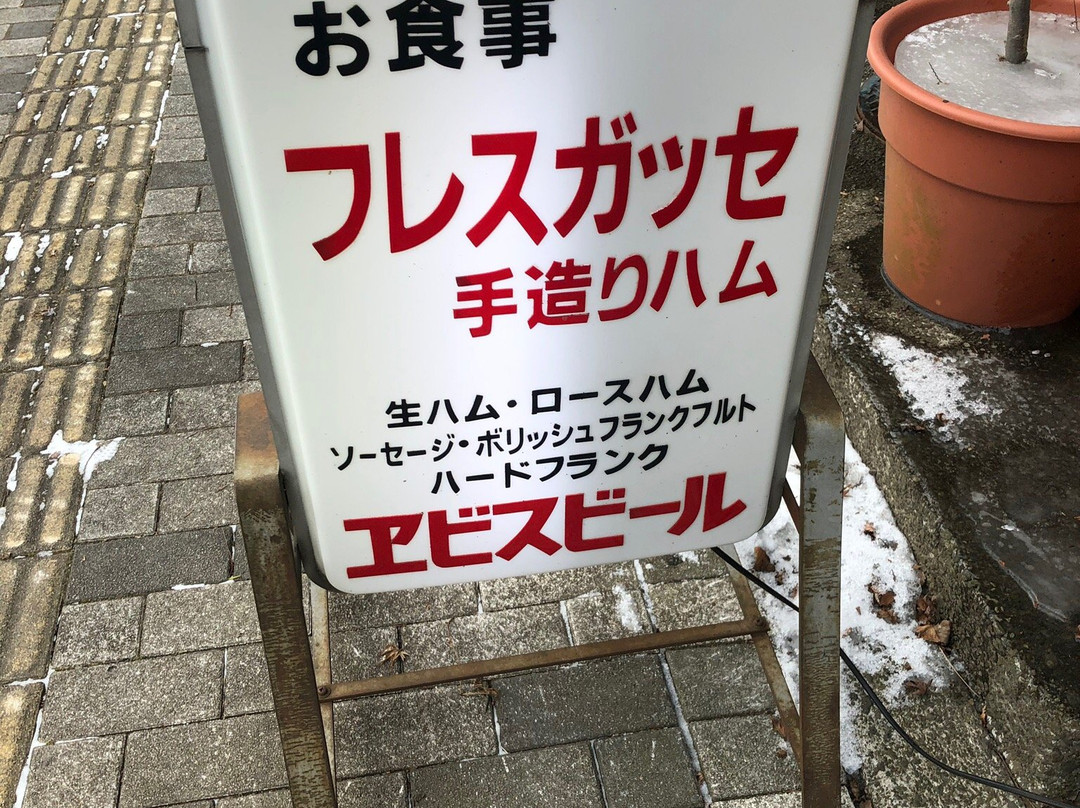 お食事
フレスガッセ
手造りハム
生ハム・ロースハム
ソーセージ・ボリッシュフランクフルト
ハードフランク
ヱビスビール